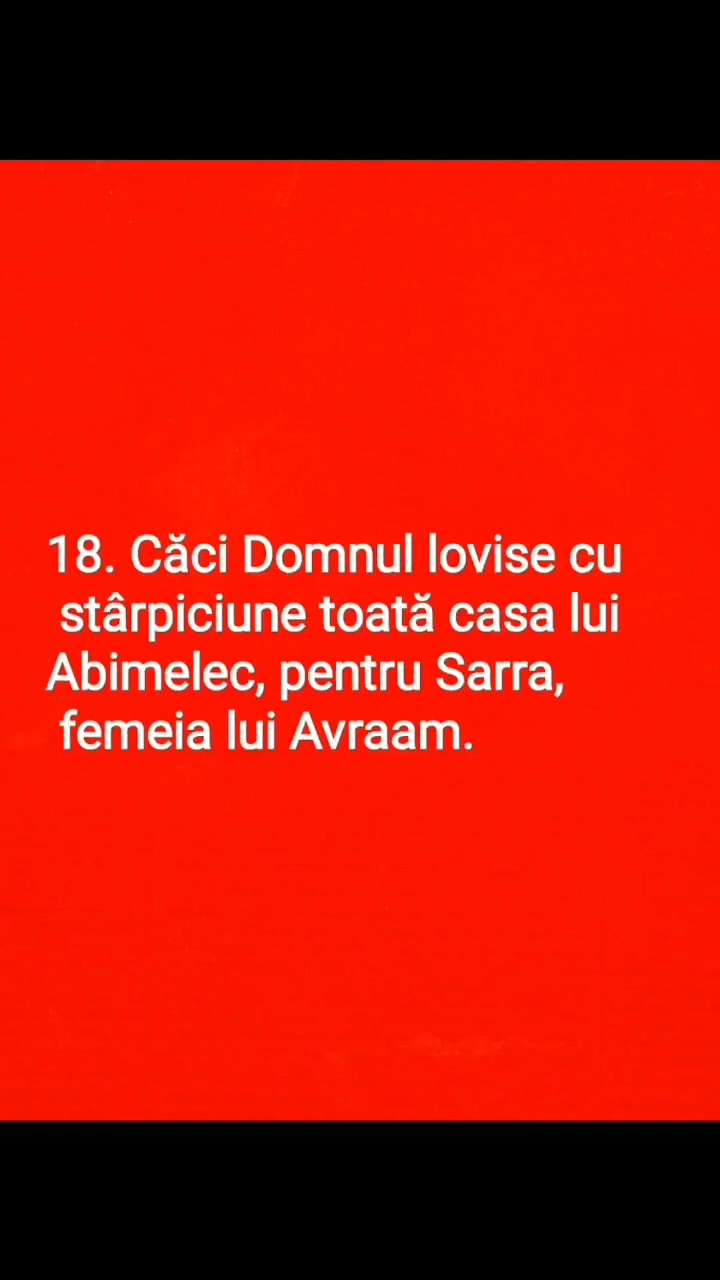 18. Căci Domnul lovise cu
stârpiciune toată casa lui
Abimelec, pentru Sarra,
femeia lui Avraam.